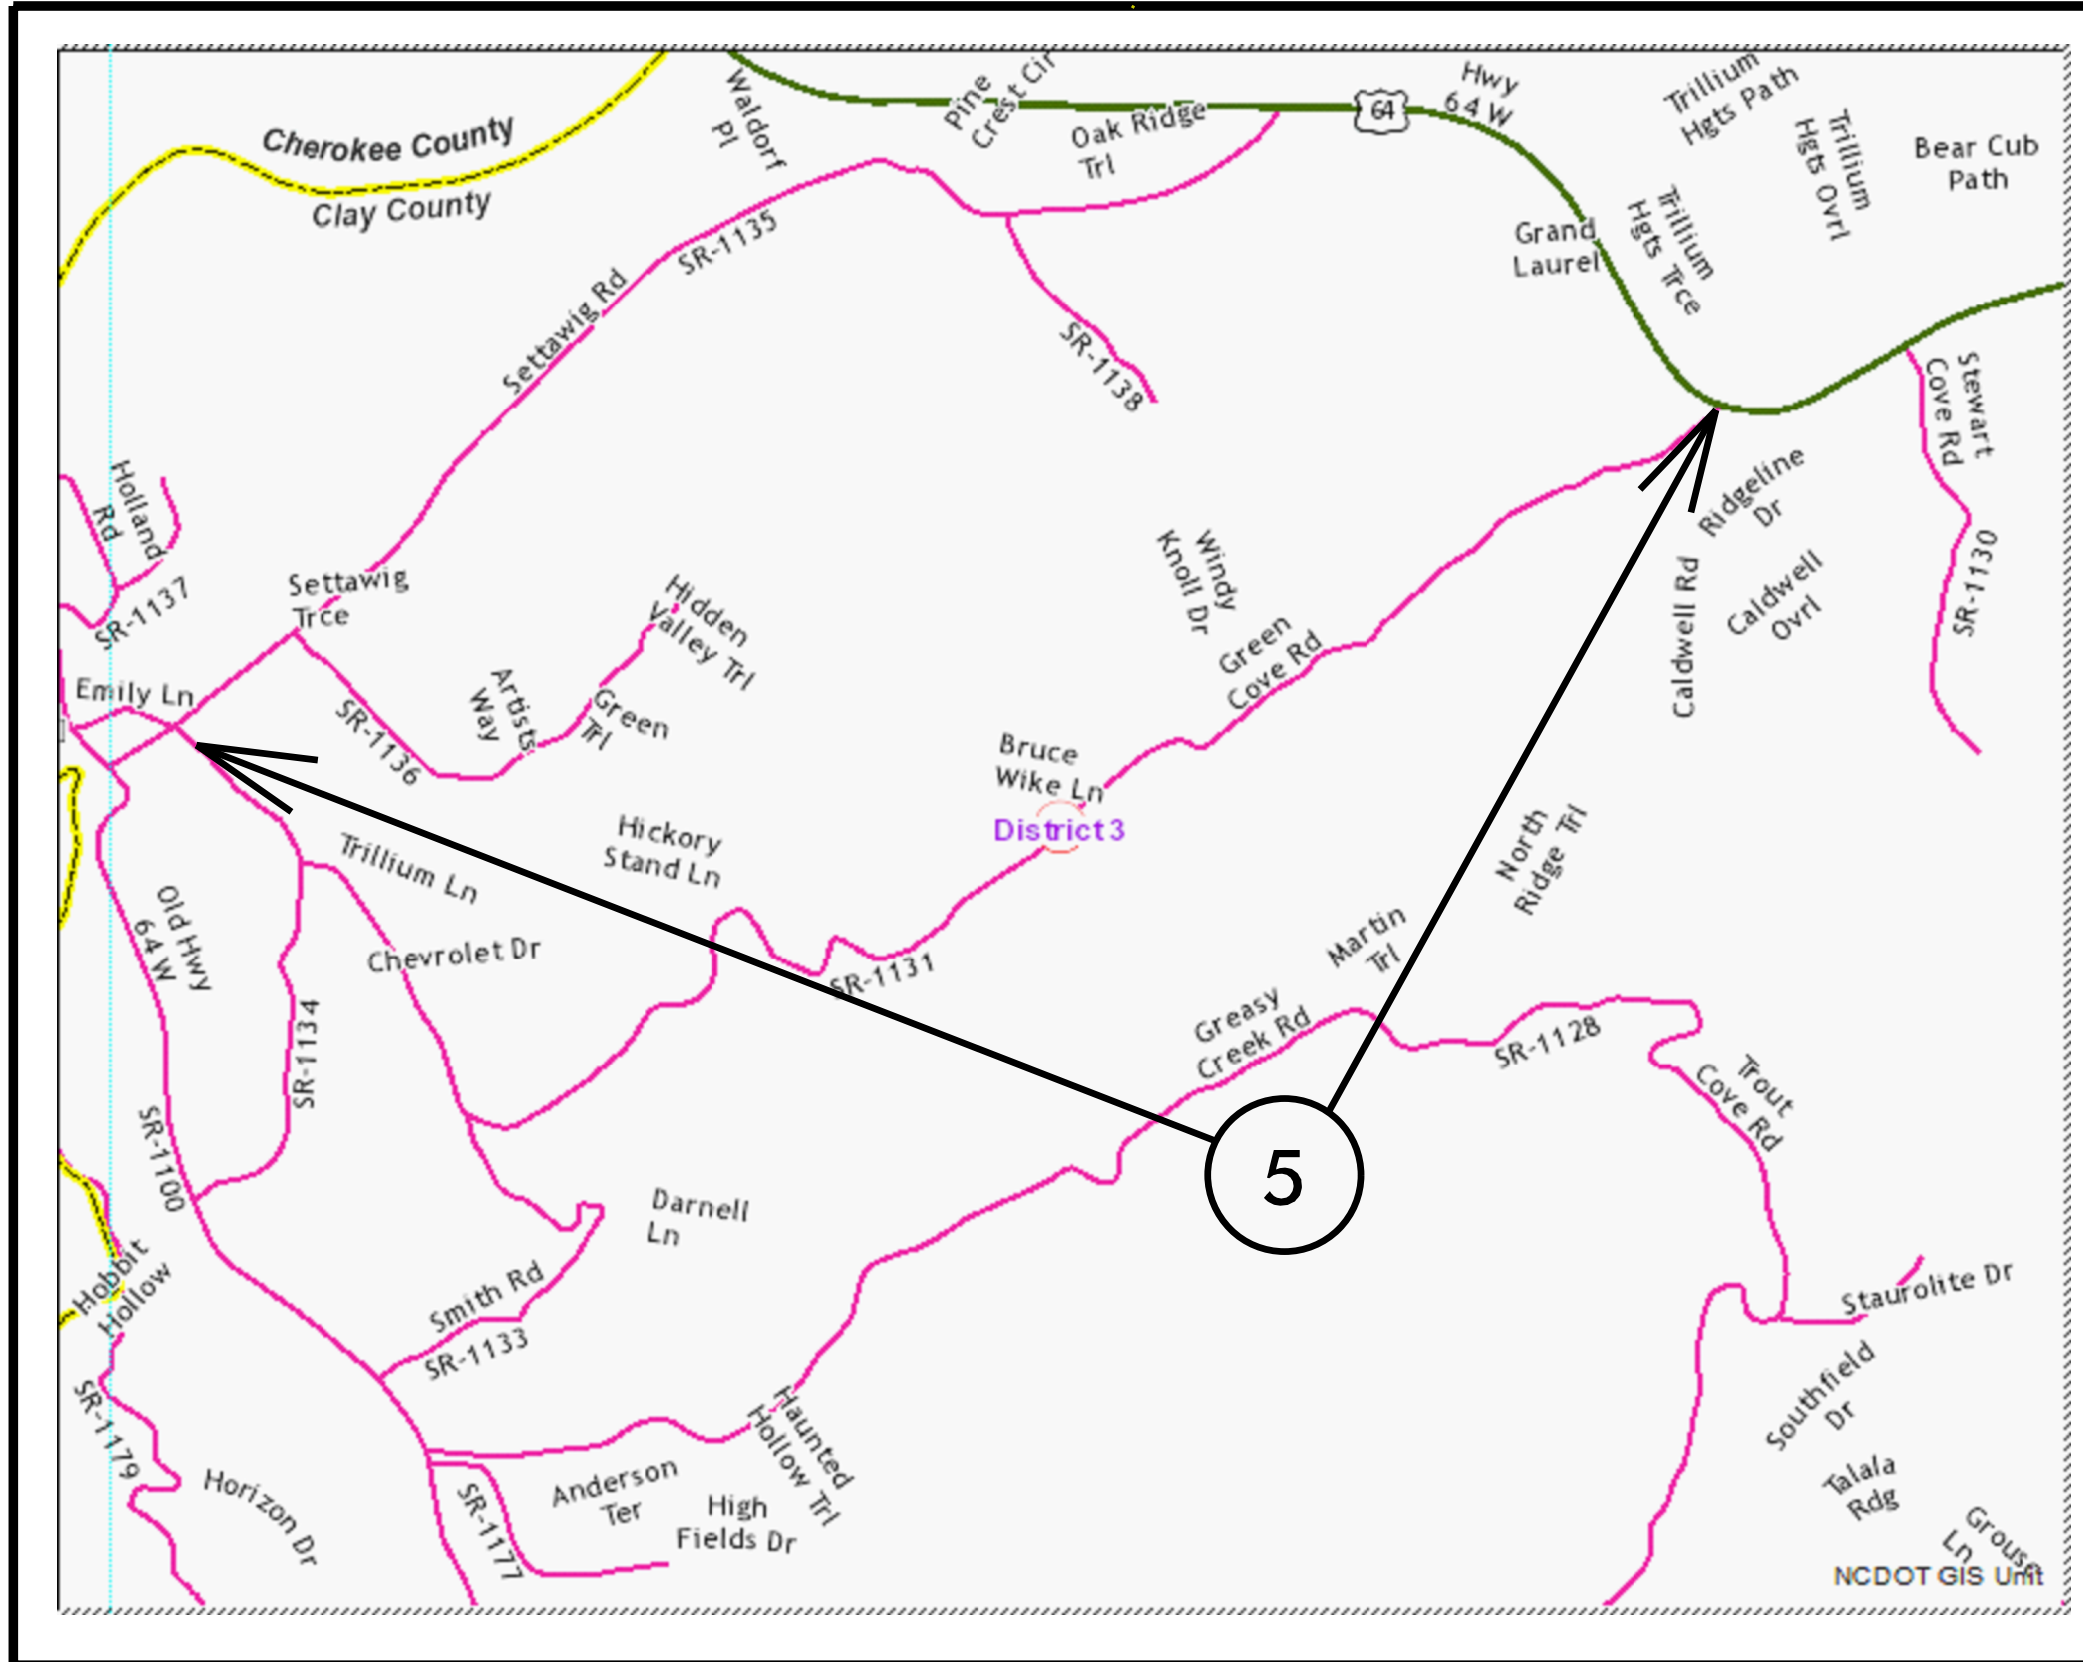 Cherokee County
Clay County
Waldorf
Pl
Pine
Crest Cir
Oak Ridge
Trl
64
Hwy
64 W
Trillium
Hgts Path
Trillium
Hgts Ovrl
Bear Cub
Path
Trillium
Hgts Trce
Grand
Laurel
SR-1135
Settawig Rd
SR-1138
Stewart
Cove Rd
Holland
Rd
SR-1137
Settawig
Trce
Hidden
Valley Trl
Windy
Knoll Dr
Ridgeline
Dr
Caldwell Rd
Caldwell
Ovrl
SR-1130
Emily Ln
SR-1136
Artists
Way
Green
Trl
Green
Cove Rd
Bruce
Wike Ln
District 3
Hickory
Stand Ln
Trillium Ln
North
Ridge Trl
Old Hwy
64 W
Chevrolet Dr
SR-1131
Martin
Trl
Greasy
Creek Rd
SR-1128
SR-1134
Trout
Cove Rd
SR-1100
5
Darnell
Ln
Hobbit
Hollow
Smith Rd
SR-1133
Staurolite Dr
SR-1179
Haunted
Hollow Trl
Southfield
Dr
Horizon Dr
SR-1177
Anderson
Ter
High
Fields Dr
Talala
Rdg
Grouse
Ln
NCDOT GIS Unit